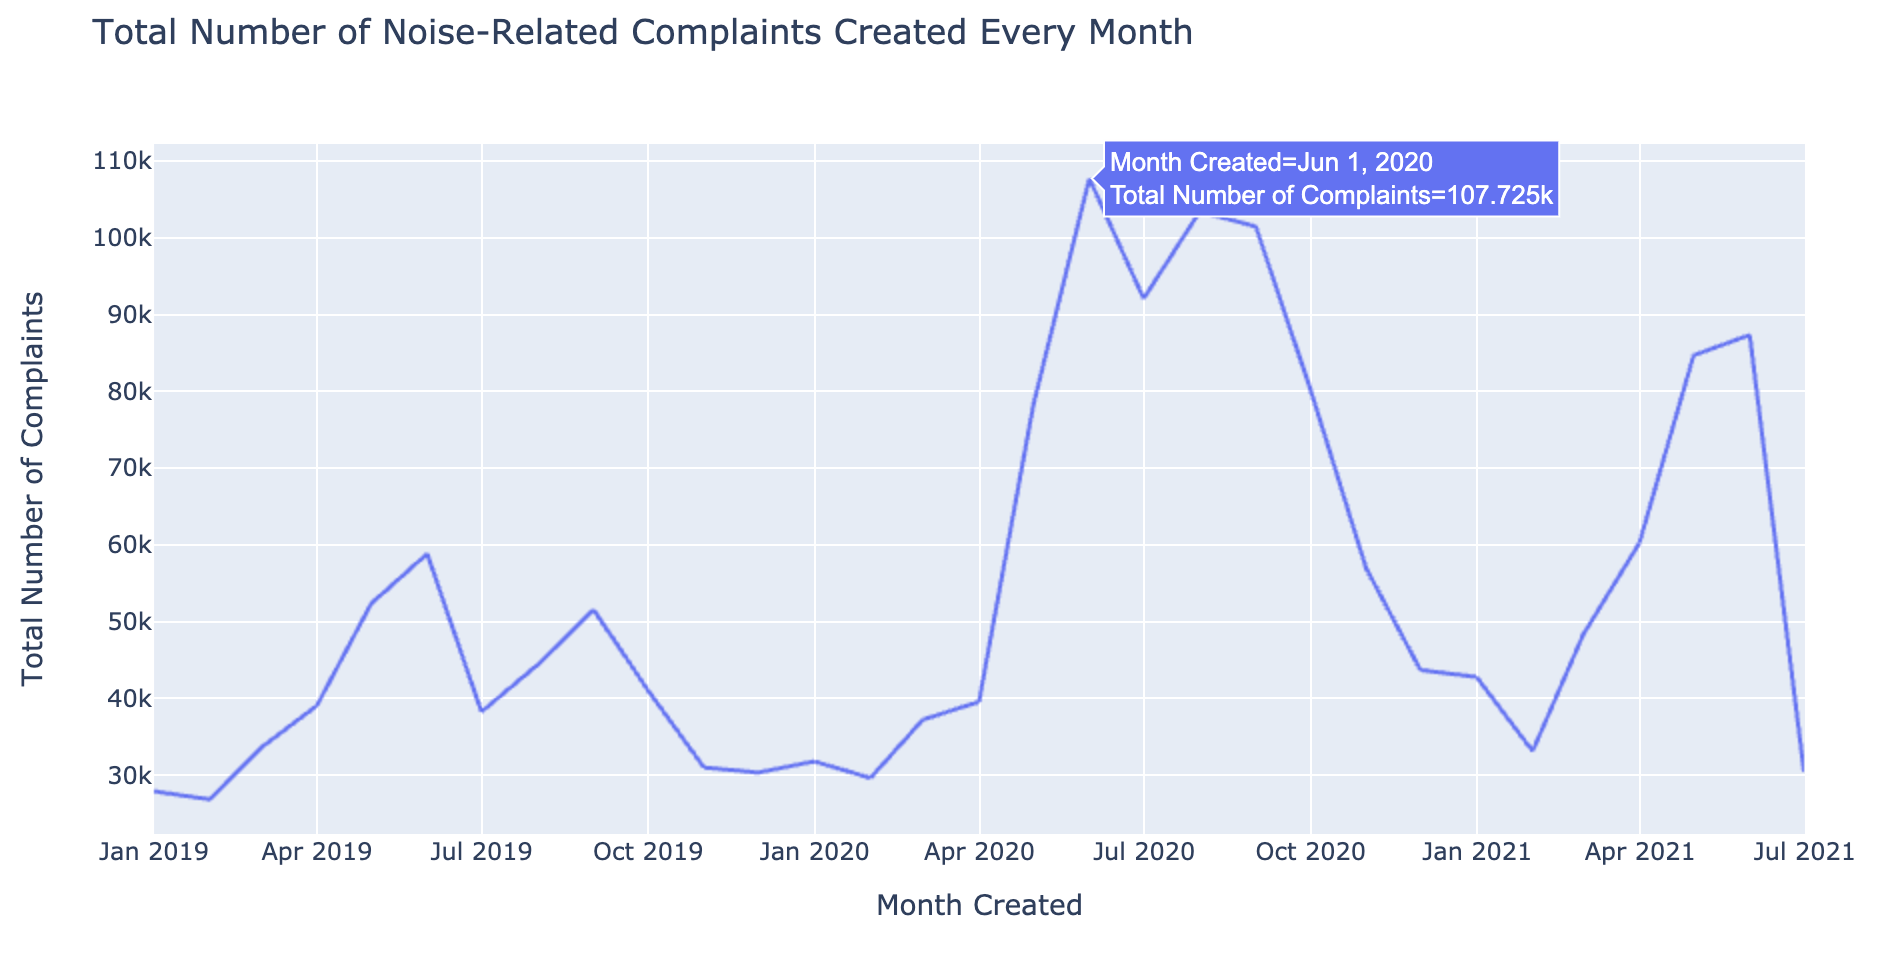 Total Number of Noise-Related Complaints Created Every Month
Month Created=Jun 1, 2020
Total Number of Complaints=107.725k
110k
100k
90k
80k
70k
60k
50k
40k
30k
Total Number of Complaints
Jan 2019
Apr 2019
Jul 2019
Oct 2019
Jan 2020
Apr 2020
Jul 2020
Oct 2020
Jan 2021
Apr 2021
Jul 2021
Month Created